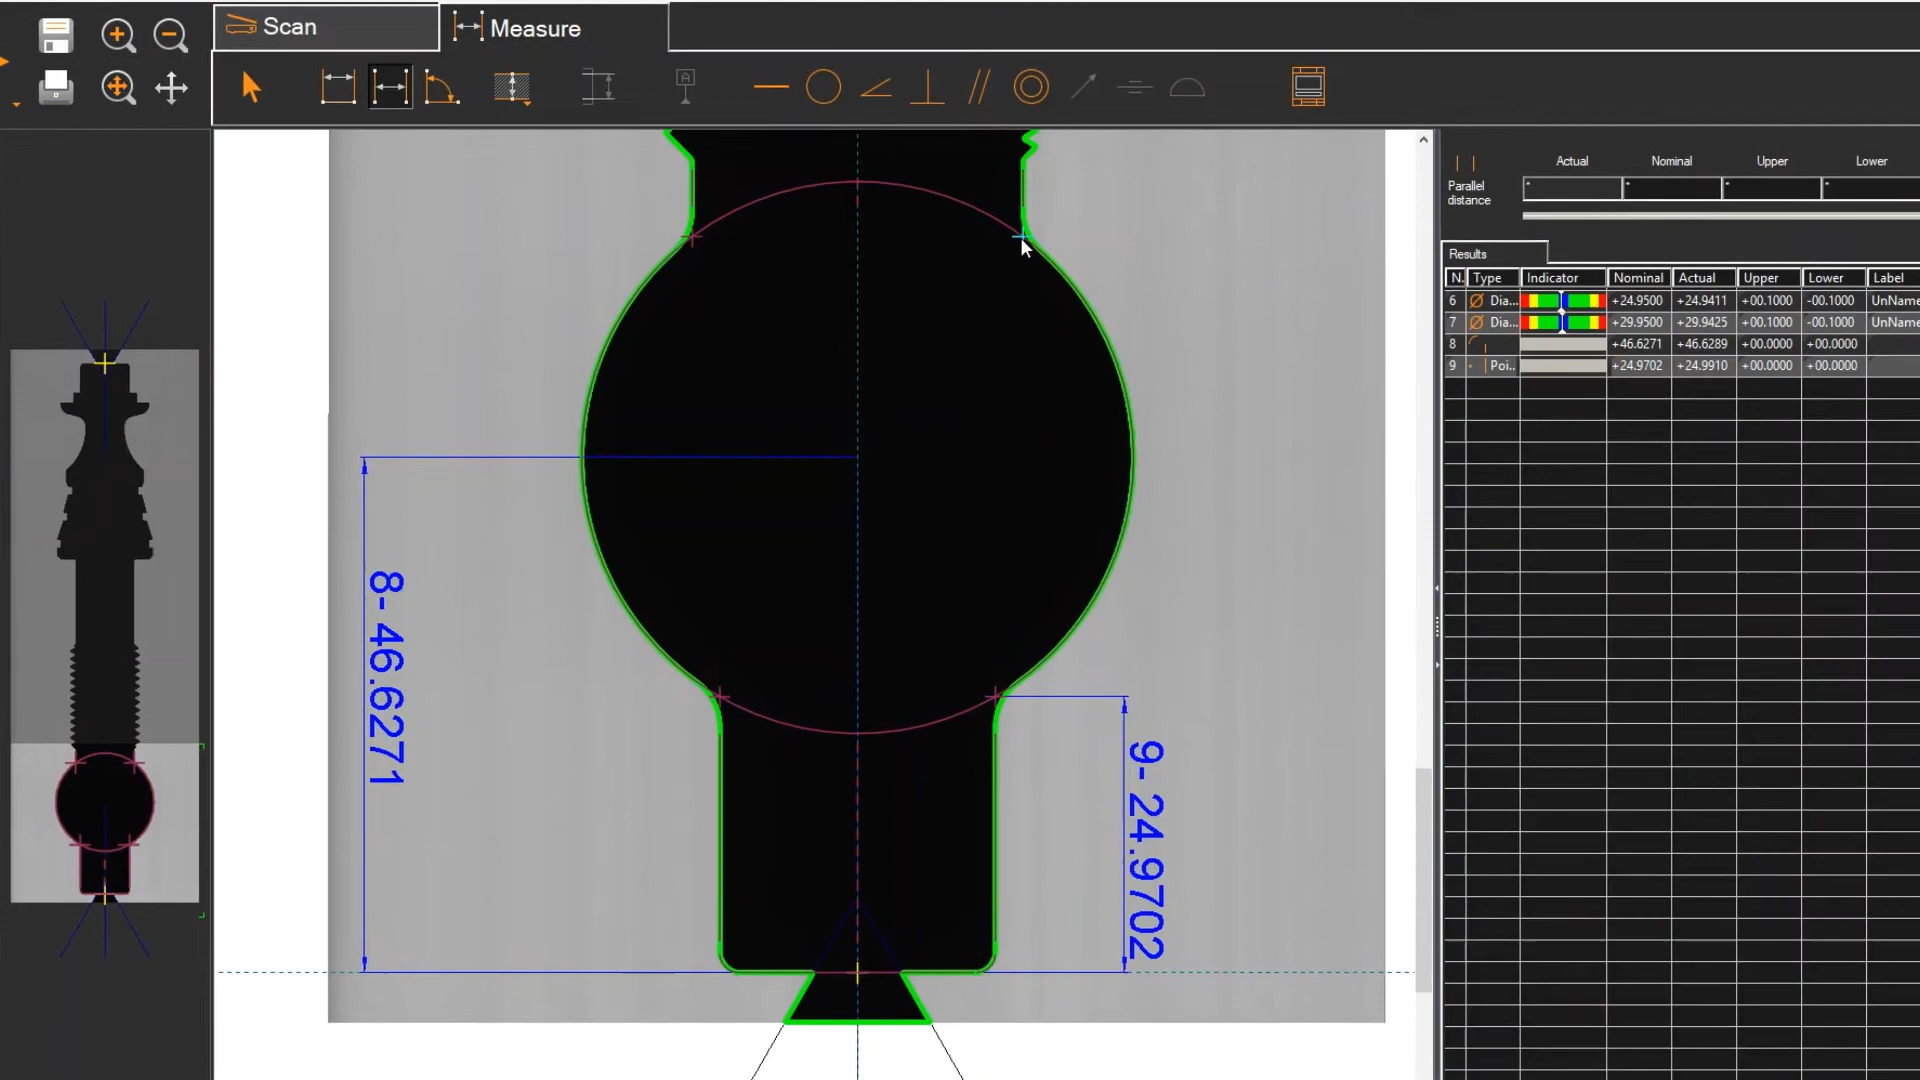 Scan
Measure
A
Actual Nominal Upper Lower
Parallel
distance
* * * *
Results
N. Type Indicator Nominal Actual Upper Lower Label
6 Dia... +24.9500 +24.9411 +00.1000 -00.1000 UnName
7 Dia... +29.9500 +29.9425 +00.1000 -00.1000 UnName
8 +46.6271 +46.6289 +00.0000 +00.0000
9 Poi... +24.9702 +24.9910 +00.0000 +00.0000
8- 46.6271
9- 24.9702